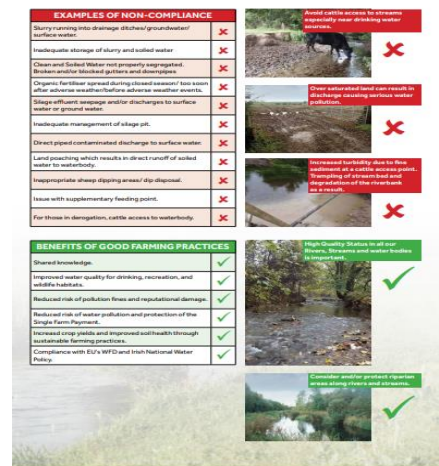 EXAMPLES OF NON-COMPLIANCE
Slurry running into drainage ditches/groundwater/
surface water.
Inadequate storage of slurry and soiled water
Clean and Soiled Water not properly segregated.
Broken and/or blocked gutters and downpipes
Organic fertiliser spread during closed season/ too soon
after adverse weather/before adverse weather events.
Silage effluent seepage and/or discharges to surface
water or ground water.
Inadequate management of silage pit.
Direct piped contaminated discharge to surface water.
Land poaching which results in direct runoff of soiled
water to waterbody.
Inappropriate sheep dipping areas/ dip disposal.
Issue with supplementary feeding point.
For those in derogation, cattle access to waterbody.
Avoid cattle access to streams
especially near drinking water
sources.
Over saturated land can result in
discharge causing serious water
pollution.
Increased turbidity due to fine
sediment at a cattle access point.
Trampling of stream bed and
degredation of the riverbank
as a result.
BENEFITS OF GOOD FARMING PRACTICES
Shared knowledge.
Improved water quality for drinking, recreation, and
wildlife habitats.
Reduced risk of pollution fines and reputational damage.
Reduced risk of water pollution and protection of the
Single Farm Payment.
Increasd crop yields and improved soil health through
sustainable farming practices.
Compliance with EU's WFD and Irish National Water
Policy.
High Quality Status in all our
Rivers, Streams and water bodies
is important.
Consider and/or protect riparian
areas along rivers and streams.